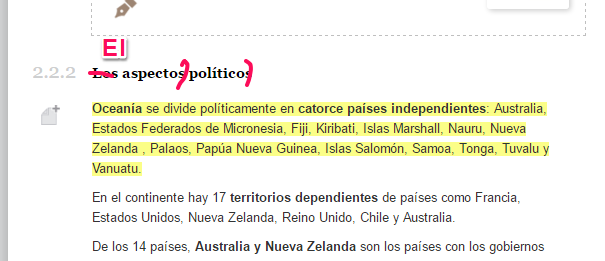 El
2.2.2 Los aspectos políticos
Oceanía se divide políticamente en catorce países independientes: Australia,
Estados Federados de Micronesia, Fiji, Kiribati, Islas Marshall, Nauru, Nueva
Zelanda , Palaos, Papúa Nueva Guinea, Islas Salomón, Samoa, Tonga, Tuvalu y
Vanuatu.
En el continente hay 17 territorios dependientes de países como Francia,
Estados Unidos, Nueva Zelanda, Reino Unido, Chile y Australia.
De los 14 países, Australia y Nueva Zelanda son los países con los gobiernos